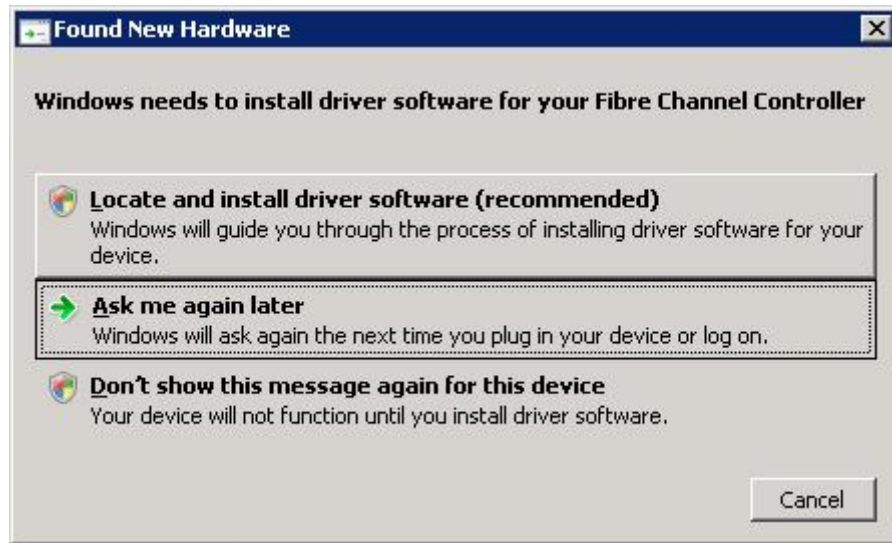 Found New Hardware
Windows needs to install driver software for your Fibre Channel Controller
Locate and install driver software (recommended)
Windows will guide you through the process of installing driver software for your
device.
Ask me again later
Windows will ask again the next time you plug in your device or log on.
Don't show this message again for this device
Your device will not function until you install driver software.
Cancel